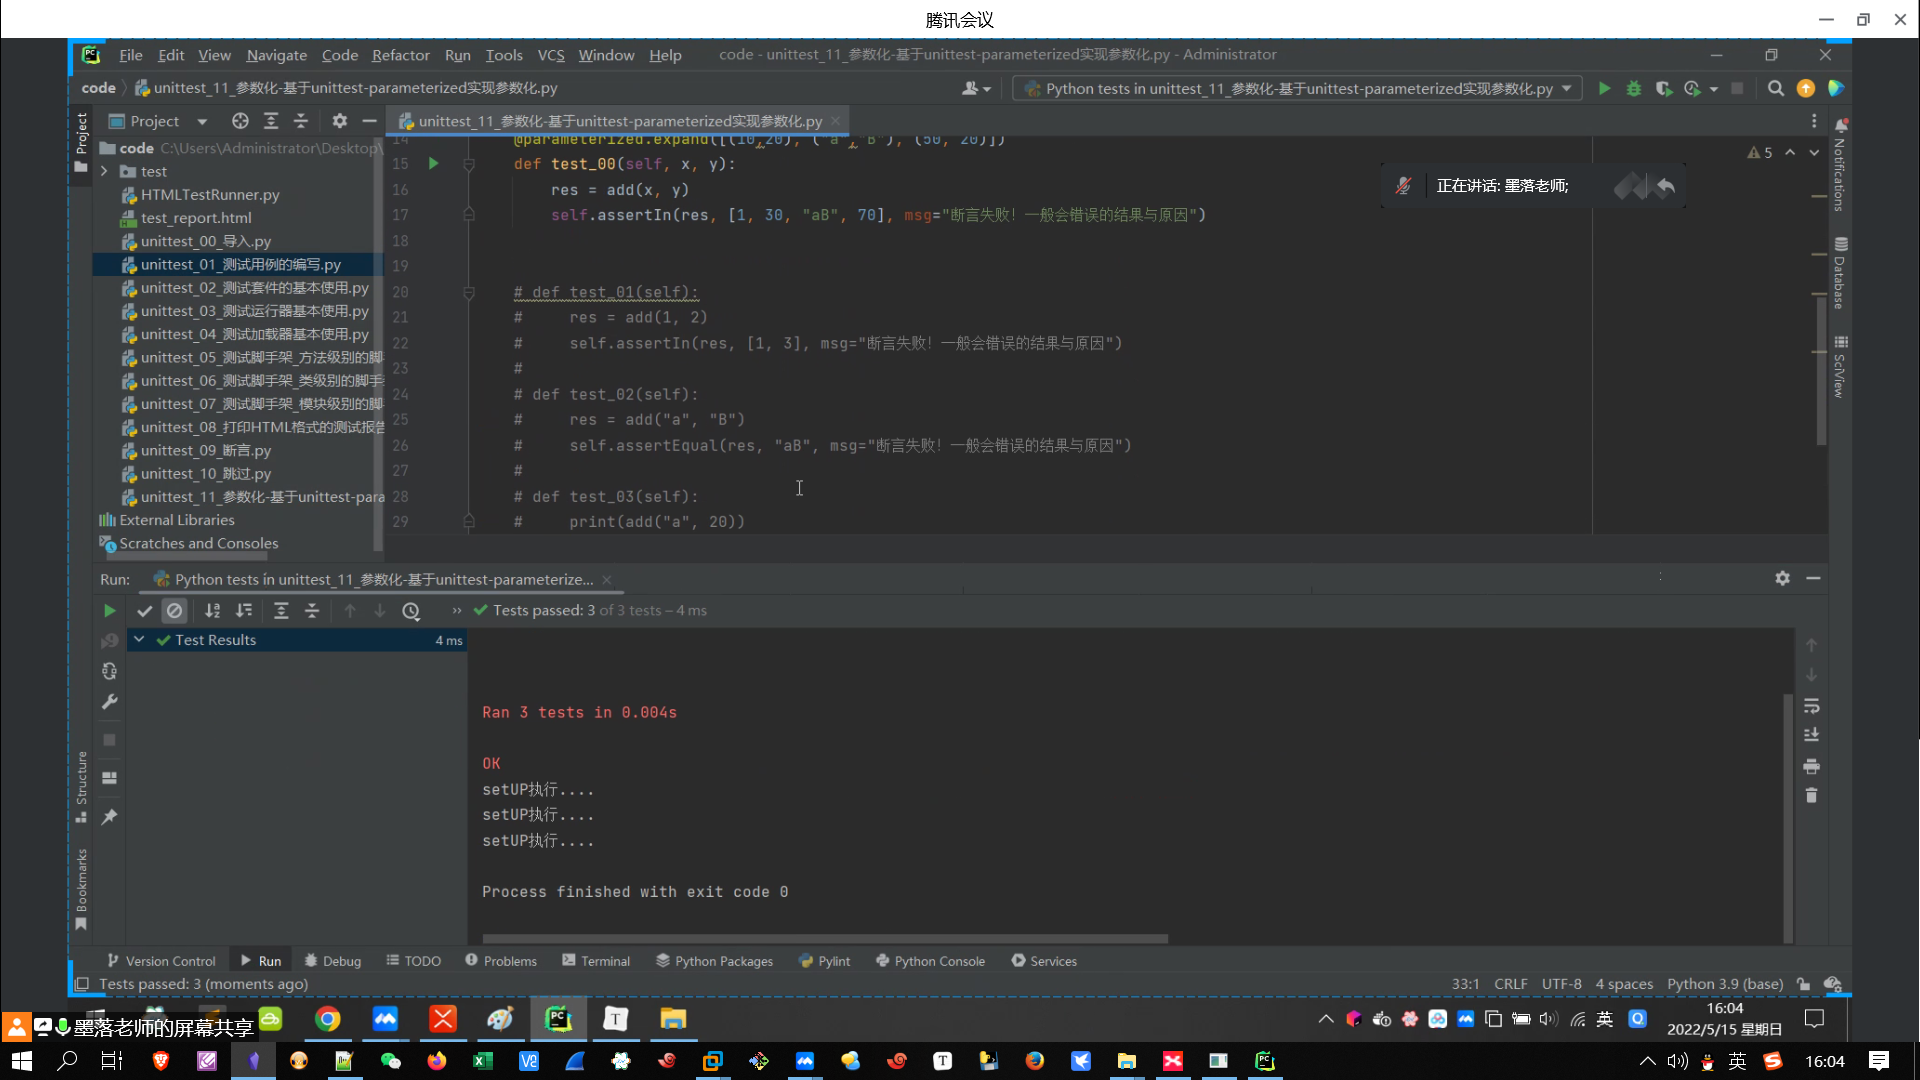 腾讯会议
File Edit View Navigate Code Refactor Run Tools VCS Window Help code - unittest_11_参数化-基于unittest-parameterized实现参数化.py - Administrator
code unittest_11_参数化-基于unittest-parameterized实现参数化.py
Python tests in unittest_11_参数化-基于unittest-parameterized实现参数化.py
Project
Project
unittest_11_参数化-基于unittest-parameterized实现参数化.py
code C:\Users\Administrator\Desktop\
test
HTMLTestRunner.py
test_report.html
unittest_00_导入.py
unittest_01_测试用例的编写.py
unittest_02_测试套件的基本使用.py
unittest_03_测试运行器基本使用.py
unittest_04_测试加载器基本使用.py
unittest_05_测试脚手架_方法级别的脚
unittest_06_测试脚手架_类级别的脚手
unittest_07_测试脚手架_模块级别的脚
unittest_08_打印HTML格式的测试报告
unittest_09_断言.py
unittest_10_跳过.py
unittest_11_参数化-基于unittest-para
External Libraries
Scratches and Consoles
14 @parameterized.expand([(10,20), ("a","B"), (50, 20)])
15 def test_00(self, x, y):
16 res = add(x, y)
17 self.assertIn(res, [1, 30, "aB", 70], msg="断言失败！一般会错误的结果与原因")
18
19
20 # def test_01(self):
21 # res = add(1, 2)
22 # self.assertIn(res, [1, 3], msg="断言失败！一般会错误的结果与原因")
23 #
24 # def test_02(self):
25 # res = add("a", "B")
26 # self.assertEqual(res, "aB", msg="断言失败！一般会错误的结果与原因")
27 #
28 # def test_03(self):
29 # print(add("a", 20))
5
正在讲话: 墨落老师;
Notifications
Database
SciView
Run: Python tests in unittest_11_参数化-基于unittest-parameterize...
Tests passed: 3 of 3 tests – 4 ms
Test Results 4 ms
Ran 3 tests in 0.004s
OK
setUP执行....
setUP执行....
setUP执行....
Process finished with exit code 0
Structure
Bookmarks
Version Control Run Debug TODO Problems Terminal Python Packages Pylint Python Console Services
Tests passed: 3 (moments ago)
33:1 CRLF UTF-8 4 spaces Python 3.9 (base)
墨落老师的屏幕共享
英
16:04
2022/5/15 星期日
英
16:04